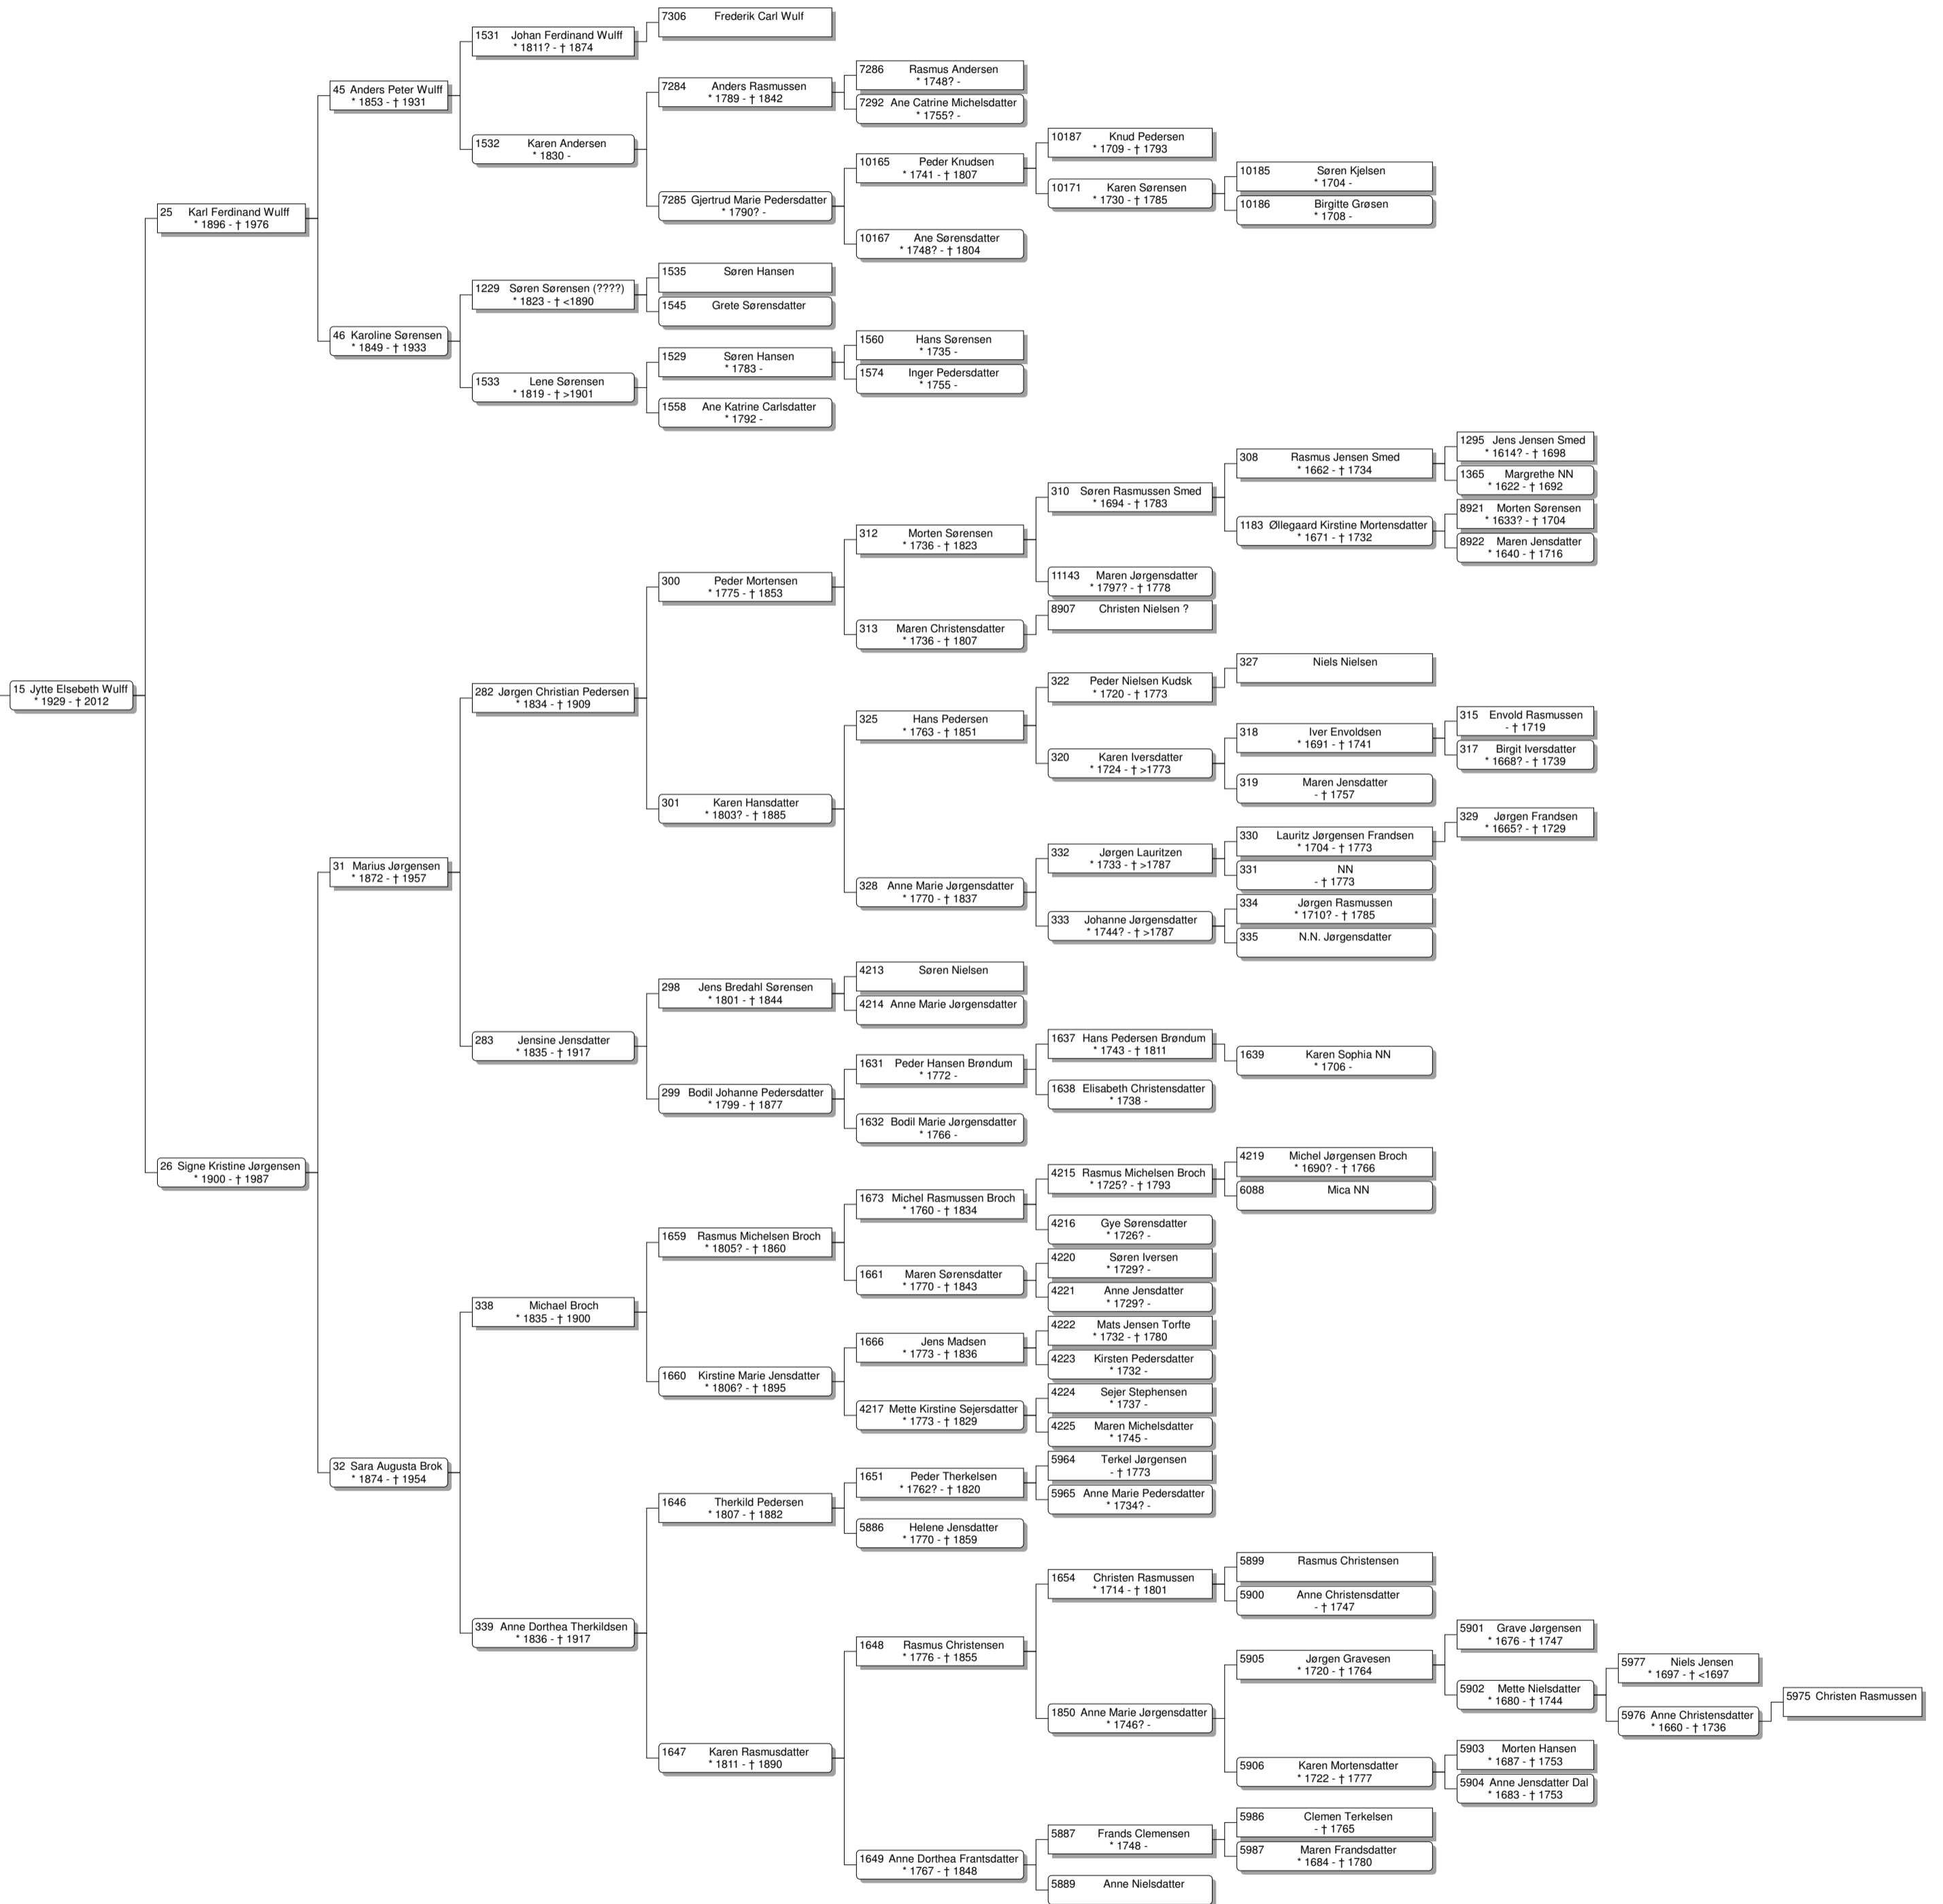 7306 Frederik Carl Wulf
1531 Johan Ferdinand Wulff
* 1811? - † 1874
7286 Rasmus Andersen
* 1748? -
7284 Anders Rasmussen
* 1789 - † 1842
45 Anders Peter Wulff
* 1853 - † 1931
7292 Ane Catrine Michelsdatter
* 1755? -
10187 Knud Pedersen
* 1709 - † 1793
1532 Karen Andersen
* 1830 -
10165 Peder Knudsen
* 1741 - † 1807
10185 Søren Kjelsen
* 1704 -
10171 Karen Sørensen
* 1730 - † 1785
7285 Gjertrud Marie Pedersdatter
* 1790? -
10186 Birgitte Grøsen
* 1708 -
25 Karl Ferdinand Wulff
* 1896 - † 1976
10167 Ane Sørensdatter
* 1748? - † 1804
1535 Søren Hansen
1229 Søren Sørensen (????)
* 1823 - † <1890
1545 Grete Sørensdatter
46 Karoline Sørensen
* 1849 - † 1933
1560 Hans Sørensen
* 1735 -
1529 Søren Hansen
* 1783 -
1574 Inger Pedersdatter
* 1755 -
1533 Lene Sørensen
* 1819 - † >1901
1558 Ane Katrine Carlsdatter
* 1792 -
1295 Jens Jensen Smed
* 1614? - † 1698
308 Rasmus Jensen Smed
* 1662 - † 1734
1365 Margrethe NN
* 1622 - † 1692
310 Søren Rasmussen Smed
* 1694 - † 1783
8921 Morten Sørensen
* 1633? - † 1704
1183 Øllegaard Kirstine Mortensdatter
* 1671 - † 1732
312 Morten Sørensen
* 1736 - † 1823
8922 Maren Jensdatter
* 1640 - † 1716
300 Peder Mortensen
* 1775 - † 1853
11143 Maren Jørgensdatter
* 1797? - † 1778
8907 Christen Nielsen ?
313 Maren Christensdatter
* 1736 - † 1807
327 Niels Nielsen
322 Peder Nielsen Kudsk
* 1720 - † 1773
15 Jytte Elsebeth Wulff
* 1929 - † 2012
282 Jørgen Christian Pedersen
* 1834 - † 1909
325 Hans Pedersen
* 1763 - † 1851
315 Envold Rasmussen
- † 1719
318 Iver Envoldsen
* 1691 - † 1741
317 Birgit Iversdatter
* 1668? - † 1739
320 Karen Iversdatter
* 1724 - † >1773
319 Maren Jensdatter
- † 1757
301 Karen Hansdatter
* 1803? - † 1885
329 Jørgen Frandsen
* 1665? - † 1729
330 Lauritz Jørgensen Frandsen
* 1704 - † 1773
332 Jørgen Lauritzen
* 1733 - † >1787
31 Marius Jørgensen
* 1872 - † 1957
331 NN
- † 1773
328 Anne Marie Jørgensdatter
* 1770 - † 1837
334 Jørgen Rasmussen
* 1710? - † 1785
333 Johanne Jørgensdatter
* 1744? - † >1787
335 N.N. Jørgensdatter
4213 Søren Nielsen
298 Jens Bredahl Sørensen
* 1801 - † 1844
4214 Anne Marie Jørgensdatter
283 Jensine Jensdatter
* 1835 - † 1917
1637 Hans Pedersen Brøndum
* 1743 - † 1811
1639 Karen Sophia NN
* 1706 -
1631 Peder Hansen Brøndum
* 1772 -
1638 Elisabeth Christensdatter
* 1738 -
299 Bodil Johanne Pedersdatter
* 1799 - † 1877
1632 Bodil Marie Jørgensdatter
* 1766 -
26 Signe Kristine Jørgensen
* 1900 - † 1987
4219 Michel Jørgensen Broch
* 1690? - † 1766
4215 Rasmus Michelsen Broch
* 1725? - † 1793
6088 Mica NN
1673 Michel Rasmussen Broch
* 1760 - † 1834
4216 Gye Sørensdatter
* 1726? -
1659 Rasmus Michelsen Broch
* 1805? - † 1860
4220 Søren Iversen
* 1729? -
1661 Maren Sørensdatter
* 1770 - † 1843
4221 Anne Jensdatter
* 1729? -
338 Michael Broch
* 1835 - † 1900
4222 Mats Jensen Torfte
* 1732 - † 1780
1666 Jens Madsen
* 1773 - † 1836
4223 Kirsten Pedersdatter
* 1732 -
1660 Kirstine Marie Jensdatter
* 1806? - † 1895
4224 Sejer Stephensen
* 1737 -
4217 Mette Kirstine Sejersdatter
* 1773 - † 1829
4225 Maren Michelsdatter
* 1745 -
32 Sara Augusta Brok
* 1874 - † 1954
5964 Terkel Jørgensen
- † 1773
1651 Peder Therkelsen
* 1762? - † 1820
5965 Anne Marie Pedersdatter
* 1734? -
1646 Therkild Pedersen
* 1807 - † 1882
5886 Helene Jensdatter
* 1770 - † 1859
5899 Rasmus Christensen
1654 Christen Rasmussen
* 1714 - † 1801
5900 Anne Christensdatter
- † 1747
339 Anne Dorthea Therkildsen
* 1836 - † 1917
5901 Grave Jørgensen
* 1676 - † 1747
1648 Rasmus Christensen
* 1776 - † 1855
5905 Jørgen Gravesen
* 1720 - † 1764
5977 Niels Jensen
* 1697 - † <1697
5902 Mette Nielsdatter
* 1680 - † 1744
5975 Christen Rasmussen
1850 Anne Marie Jørgensdatter
* 1746? -
5976 Anne Christensdatter
* 1660 - † 1736
1647 Karen Rasmusdatter
* 1811 - † 1890
5903 Morten Hansen
* 1687 - † 1753
5906 Karen Mortensdatter
* 1722 - † 1777
5904 Anne Jensdatter Dal
* 1683 - † 1753
5986 Clemen Terkelsen
- † 1765
5887 Frands Clemensen
* 1748 -
5987 Maren Frandsdatter
* 1684 - † 1780
1649 Anne Dorthea Frantsdatter
* 1767 - † 1848
5889 Anne Nielsdatter